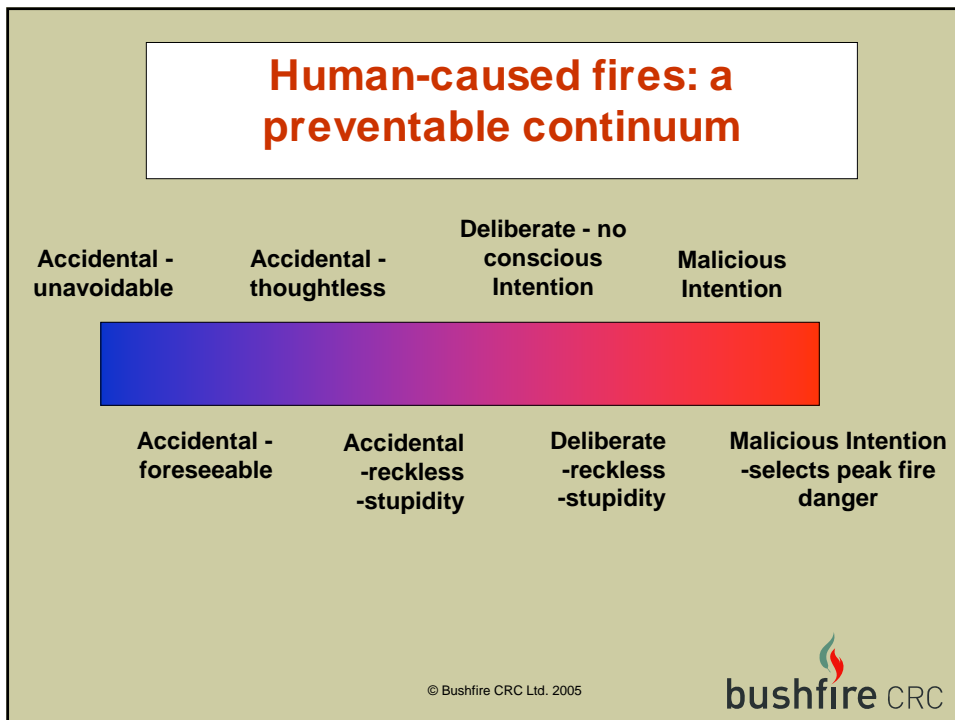 Human-caused fires: a
preventable continuum
Accidental -
unavoidable
Accidental -
thoughtless
Deliberate - no
conscious
Intention
Malicious
Intention
Accidental -
foreseeable
Accidental
-reckless
-stupidity
Deliberate
-reckless
-stupidity
Malicious Intention
-selects peak fire
danger
© Bushfire CRC Ltd. 2005
bushfire CRC